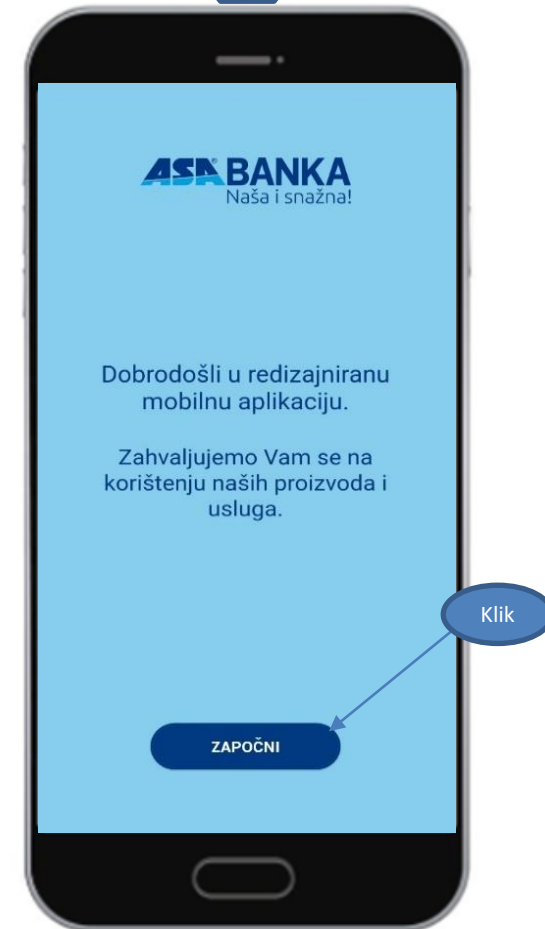 ASA BANKA
Naša i snažna!
Dobrodošli u redizajniranu
mobilnu aplikaciju.
Zahvaljujemo Vam se na
korištenju naših proizvoda i
usluga.
Klik
ZAPOČNI